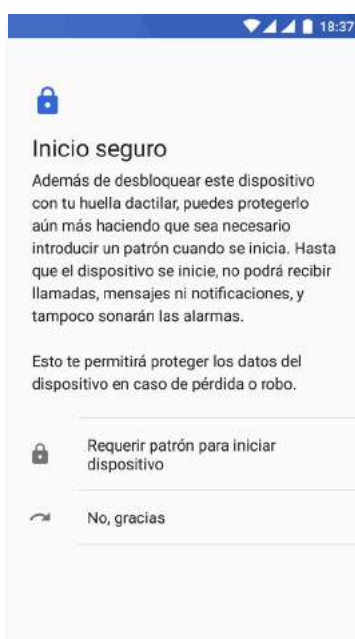 18:37
Inicio seguro
Además de desbloquear este dispositivo
con tu huella dactilar, puedes protegerlo
aún más haciendo que sea necesario
introducir un patrón cuando se inicia. Hasta
que el dispositivo se inicie, no podrá recibir
llamadas, mensajes ni notificaciones, y
tampoco sonarán las alarmas.
Esto te permitirá proteger los datos del
dispositivo en caso de pérdida o robo.
Requerir patrón para iniciar
dispositivo
No, gracias